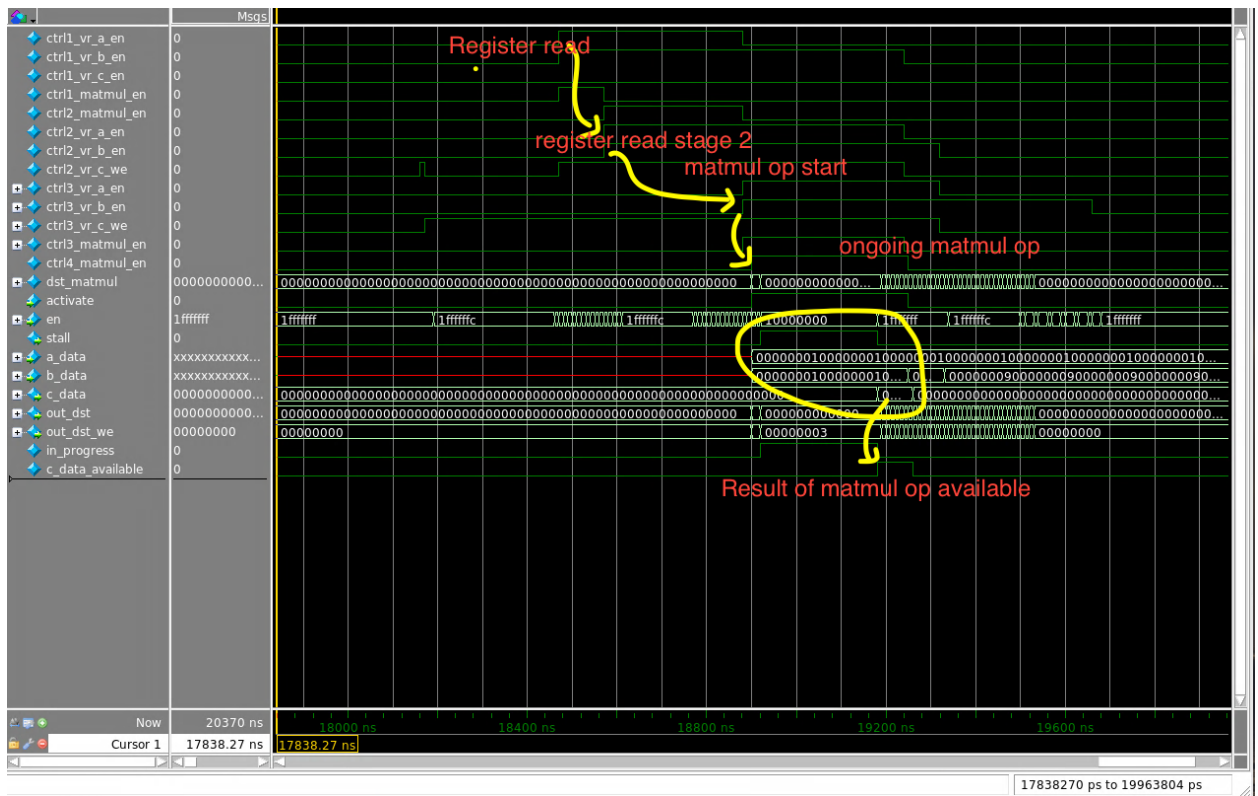 Msgs
ctrl1_vr_a_en 0
ctrl1_vr_b_en 0
ctrl1_vr_c_en 0
ctrl1_matmul_en 0
ctrl2_matmul_en 0
ctrl2_vr_a_en 0
ctrl2_vr_b_en 0
ctrl2_vr_c_we 0
ctrl3_vr_a_en 0
ctrl3_vr_b_en 0
ctrl3_vr_c_we 0
ctrl3_matmul_en 0
ctrl4_matmul_en 0
dst_matmul 0000000000...
activate 0
en 1fffffff 1fffffff 1ffffffc 1ffffffc 10000000 1fffffff 1ffffffc 1fffffff
stall 0
a_data xxxxxxxxxxx...
b_data xxxxxxxxxxx...
c_data 0000000000...
out_dst 0000000000...
out_dst_we 00000000 00000000 00000003 00000000
in_progress 0
c_data_available 0
Register read
register read stage 2
matmul op start
ongoing matmul op
Result of matmul op available
Now 20370 ns
18000 ns 18400 ns 18800 ns 19200 ns 19600 ns
Cursor 1 17838.27 ns 17838.27 ns
17838270 ps to 19963804 ps